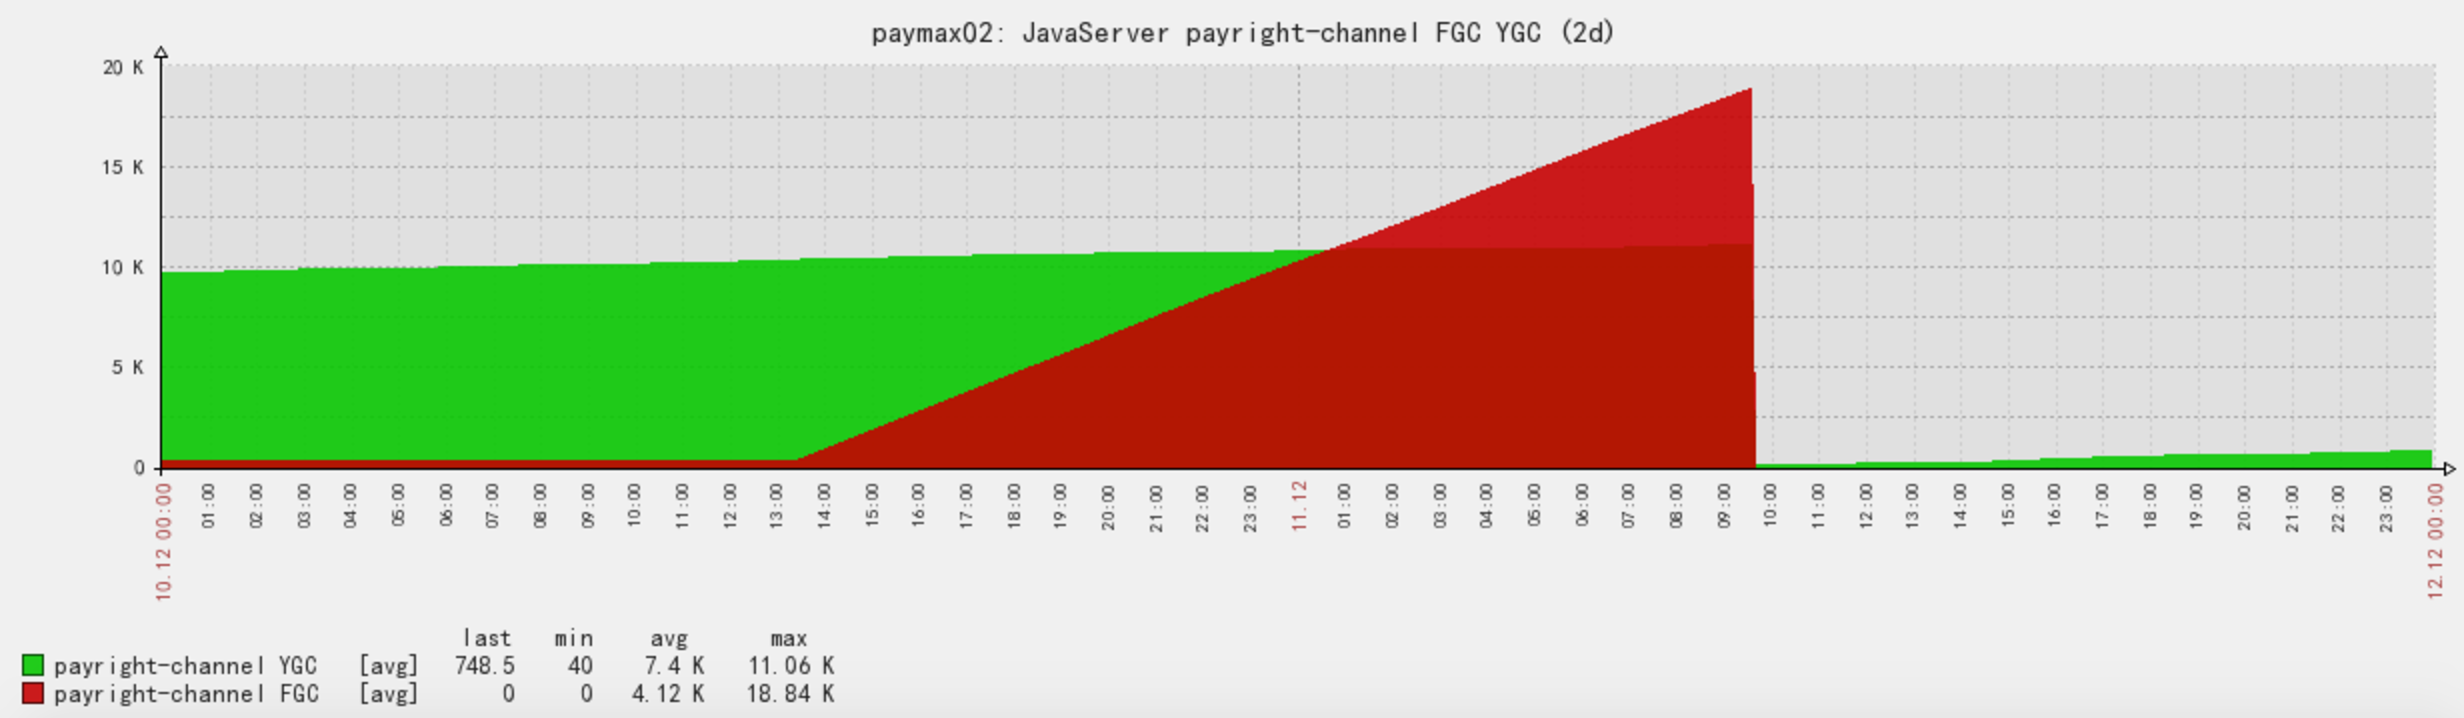 paymax02: JavaServer payright-channel FGC YGC (2d)
20 K
15 K
10 K
5 K
0
10.12 00:00 01:00 02:00 03:00 04:00 05:00 06:00 07:00 08:00 09:00 10:00 11:00 12:00 13:00 14:00 15:00 16:00 17:00 18:00 19:00 20:00 21:00 22:00 23:00 11.12 01:00 02:00 03:00 04:00 05:00 06:00 07:00 08:00 09:00 10:00 11:00 12:00 13:00 14:00 15:00 16:00 17:00 18:00 19:00 20:00 21:00 22:00 23:00 12.12 00:00
last min avg max
payright-channel YGC [avg] 748.5 40 7.4 K 11.06 K
payright-channel FGC [avg] 0 0 4.12 K 18.84 K